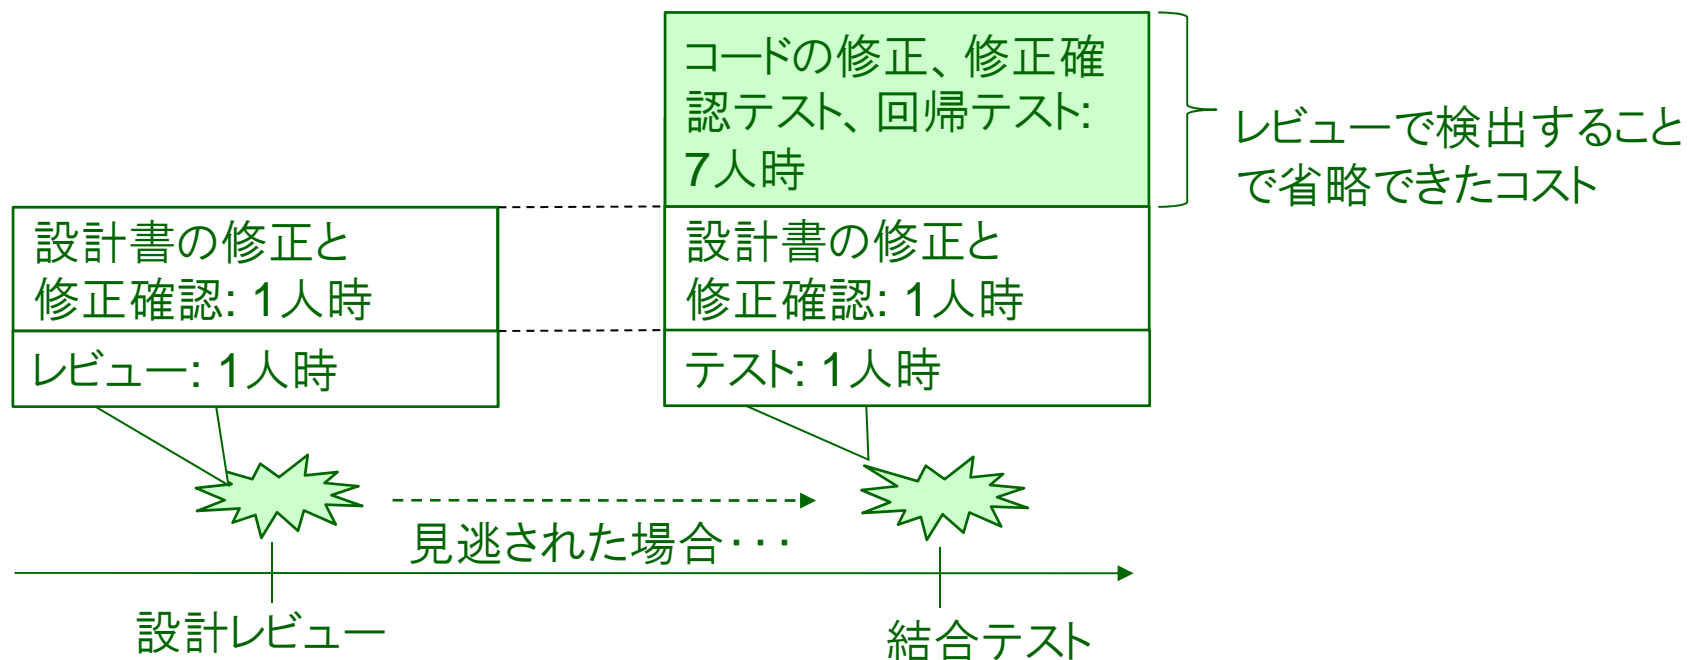 コードの修正、修正確
認テスト、回帰テスト:
7人時
レビューで検出すること
で省略できたコスト
設計書の修正と
修正確認: 1人時
レビュー: 1人時
設計書の修正と
修正確認: 1人時
テスト: 1人時
見逃された場合･･･
設計レビュー
結合テスト